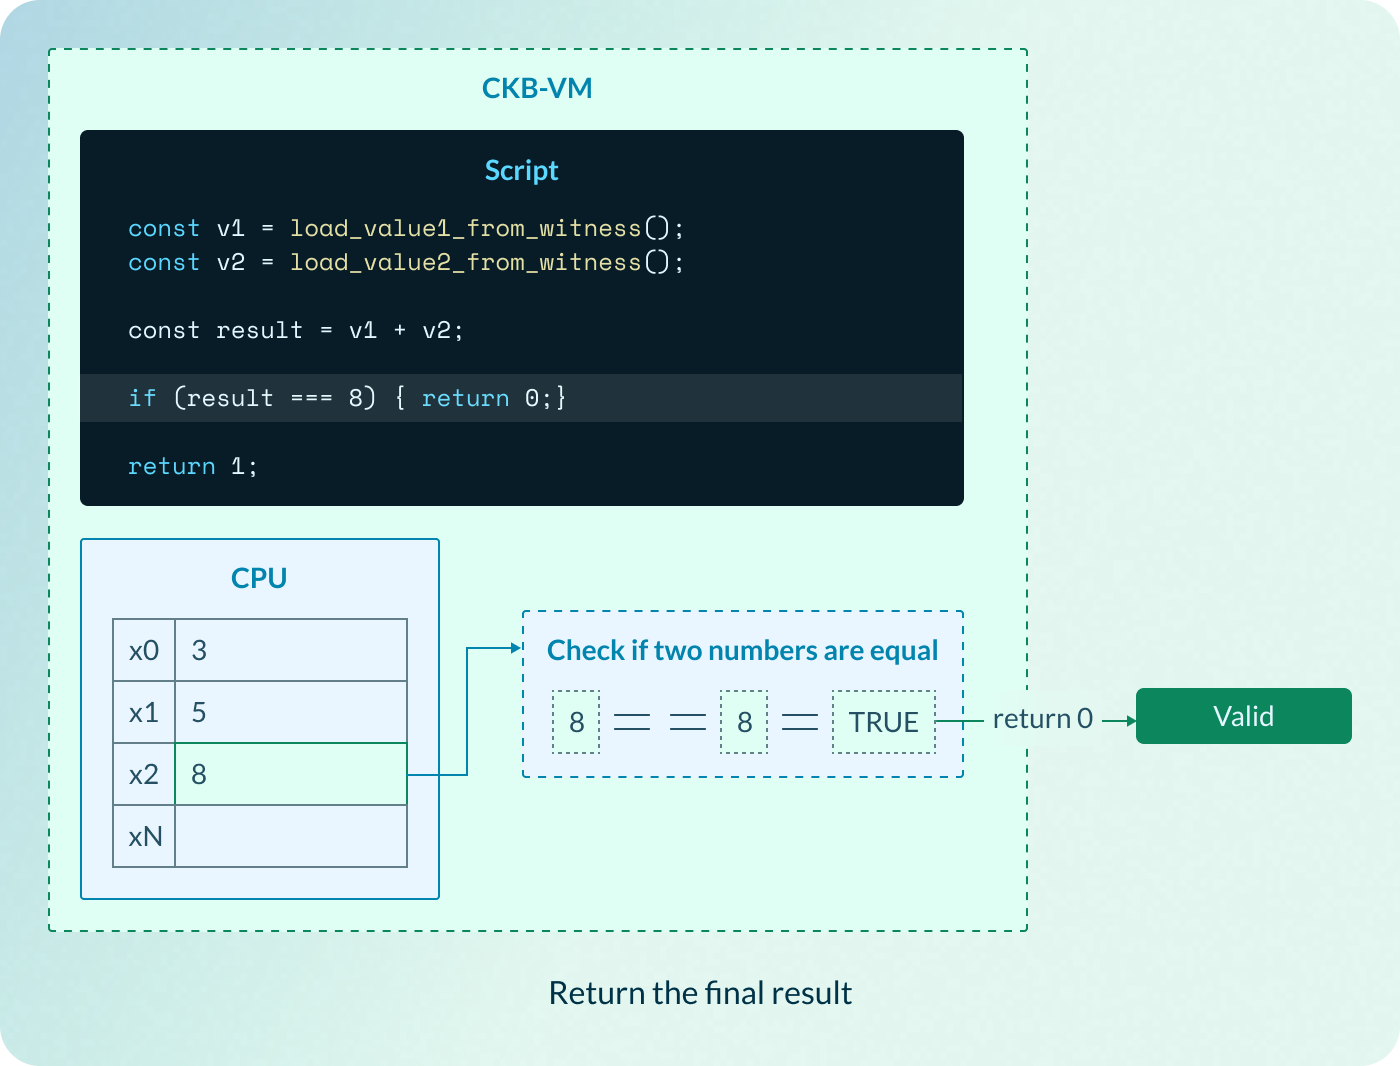 CKB-VM
Script
const v1 = load_value1_from_witness();
const v2 = load_value2_from_witness();
const result = v1 + v2;
if (result === 8) { return 0;}
return 1;
CPU
x0 3
x1 5
x2 8
xN
Check if two numbers are equal
8 == 8 = TRUE
return 0
Valid
Return the final result